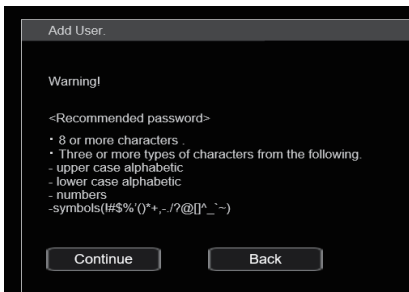 Add User.
Warning!
<Recommended password>
・8 or more characters .
・Three or more types of characters from the following.
- upper case alphabetic
- lower case alphabetic
- numbers
-symbols(!#$%'()*+,-./?@[]^_`~)
Continue
Back